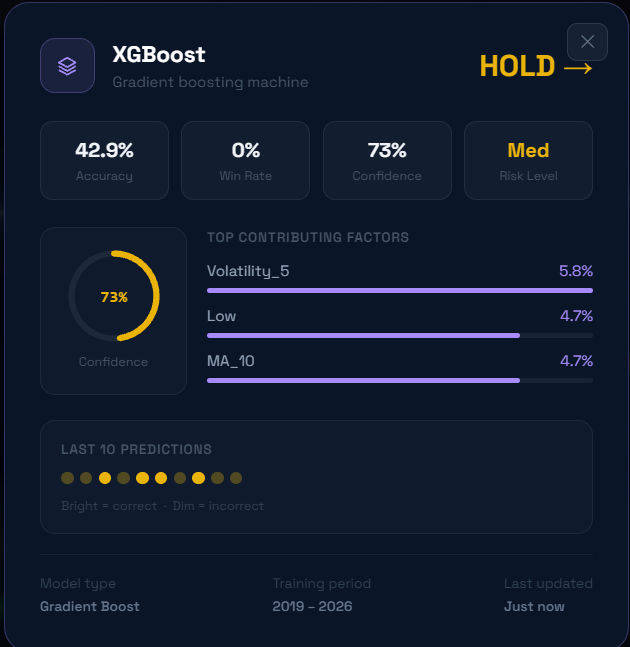 XGBoost
Gradient boosting machine
HOLD →
42.9%
Accuracy
0%
Win Rate
73%
Confidence
Med
Risk Level
73%
Confidence
TOP CONTRIBUTING FACTORS
Volatility_5 5.8%
Low 4.7%
MA_10 4.7%
LAST 10 PREDICTIONS
Bright = correct · Dim = incorrect
Model type
Gradient Boost
Training period
2019 – 2026
Last updated
Just now